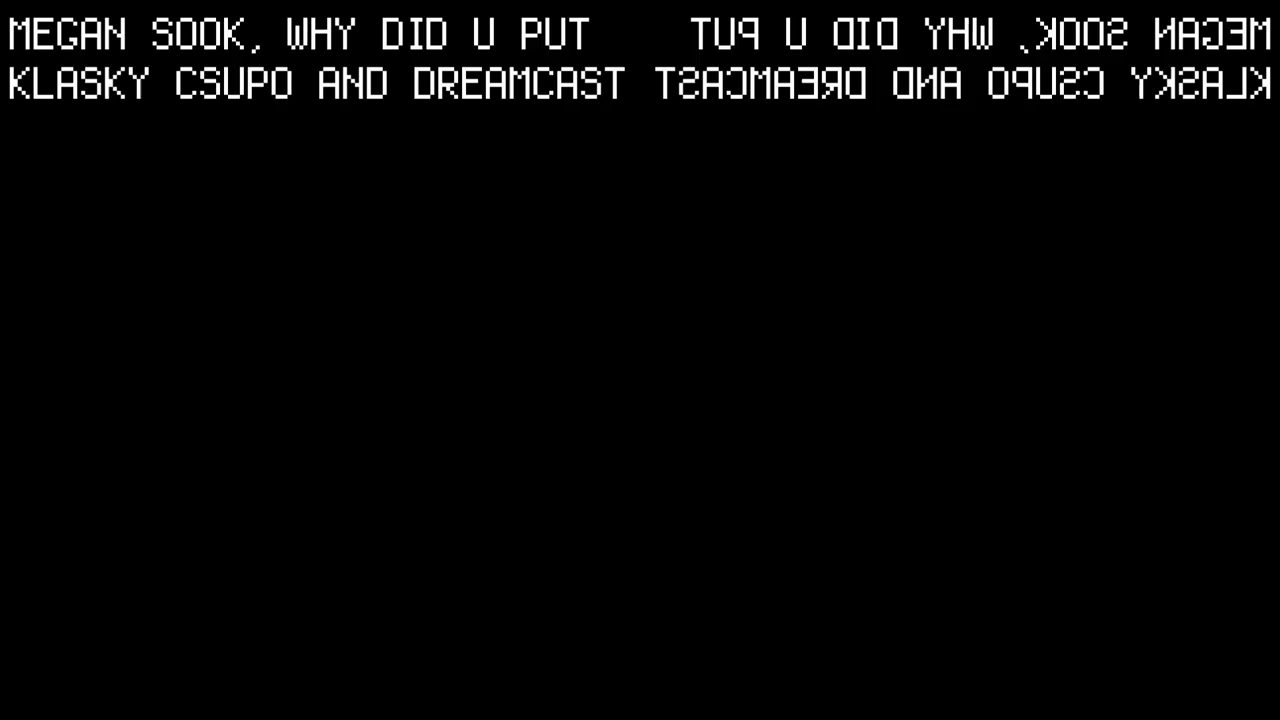 MEGAN SOOK, WHY DID U PUT MEGAN SOOK, WHY DID U PUT
KLASKY CSUPO AND DREAMCAST KLASKY CSUPO AND DREAMCAST